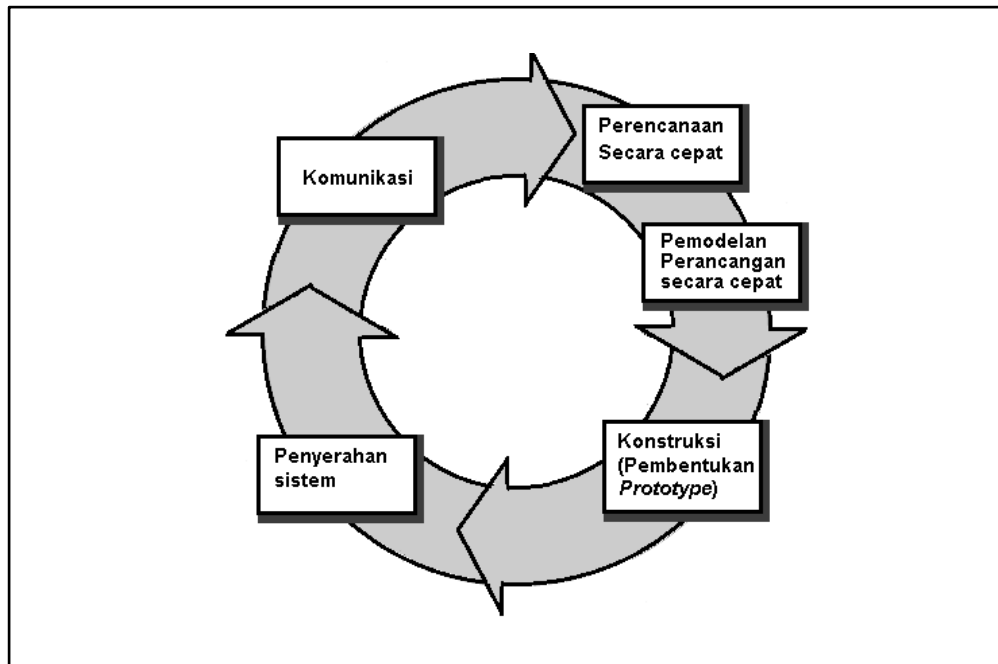 Komunikasi
Perencanaan
Secara cepat
Pemodelan
Perancangan
secara cepat
Konstruksi
(Pembentukan
Prototype)
Penyerahan
sistem